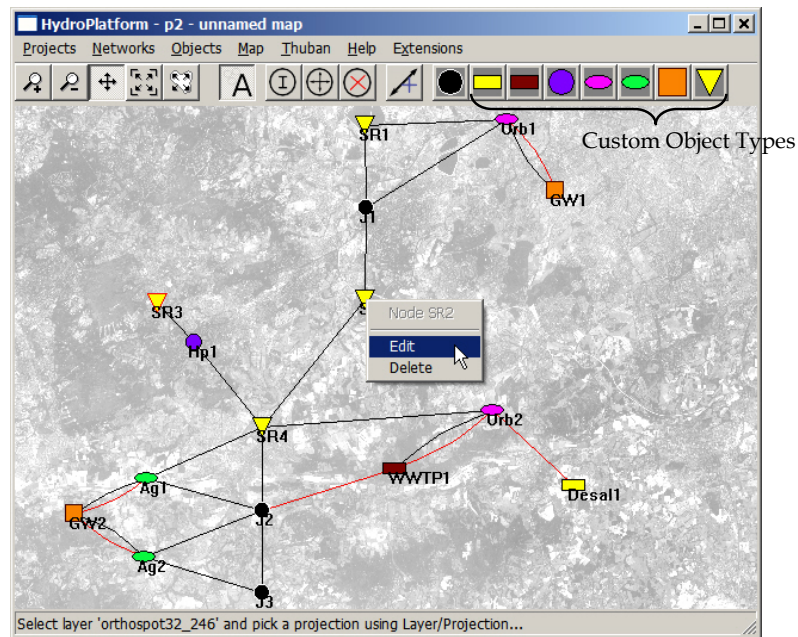 HydroPlatform - p2 - unnamed map
Projects Networks Objects Map Thuban Help Extensions
A I
Custom Object Types
SR1
Urb1
GW1
J1
S
Node SR2
Edit
Delete
SR3
Hp1
SR4
Urb2
WWTP1
Desal1
Ag1
GW2
J2
Ag2
J3
Select layer 'orthospot32_246' and pick a projection using Layer/Projection...